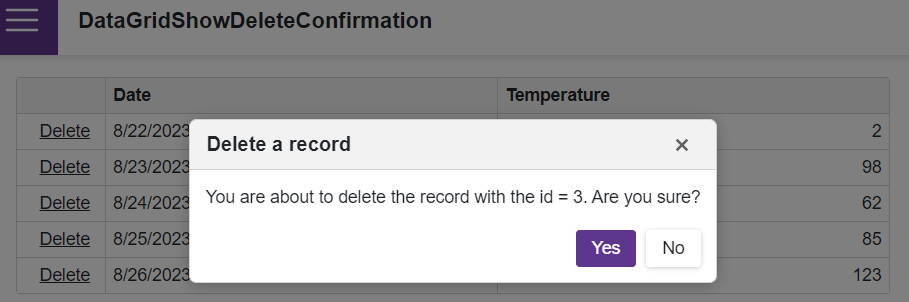 DataGridShowDeleteConfirmation
Date Temperature
Delete 8/22/2023 2
Delete a record ×
Delete 8/23/2023 98
You are about to delete the record with the id = 3. Are you sure?
Delete 8/24/2023 62
Delete 8/25/2023 85
Yes No
Delete 8/26/2023 123